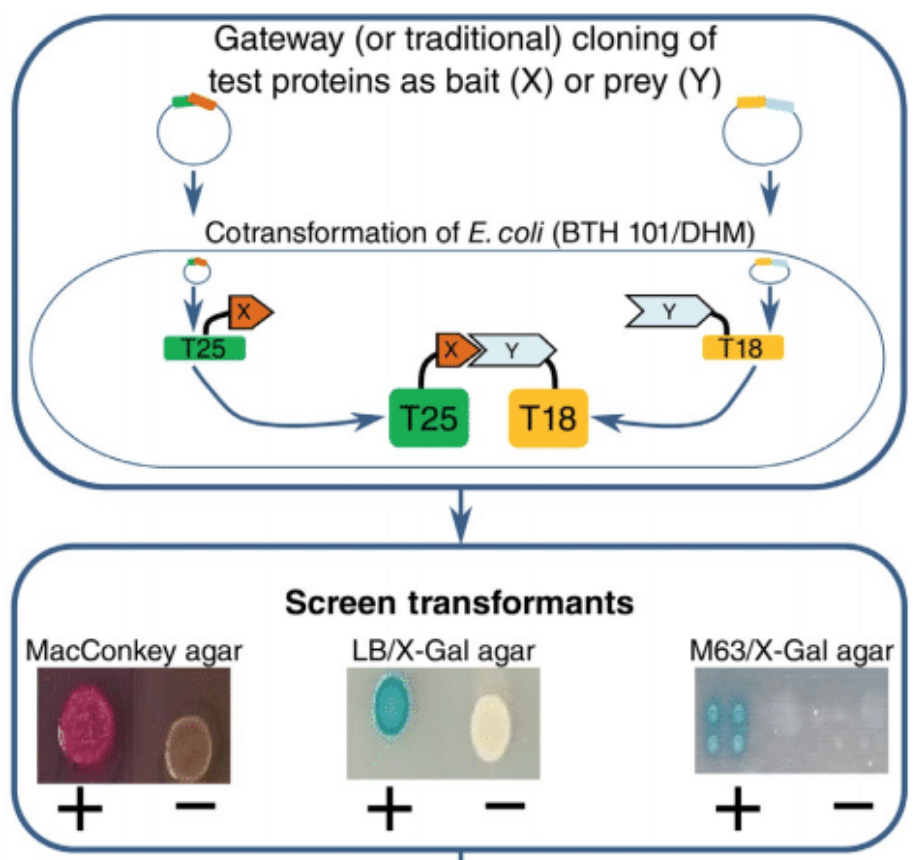 Gateway (or traditional) cloning of
test proteins as bait (X) or prey (Y)
Cotransformation of E. coli (BTH 101/DHM)
X
Y
T25
T18
X
Y
T25
T18
Screen transformants
MacConkey agar
LB/X-Gal agar
M63/X-Gal agar
+ − + − + −